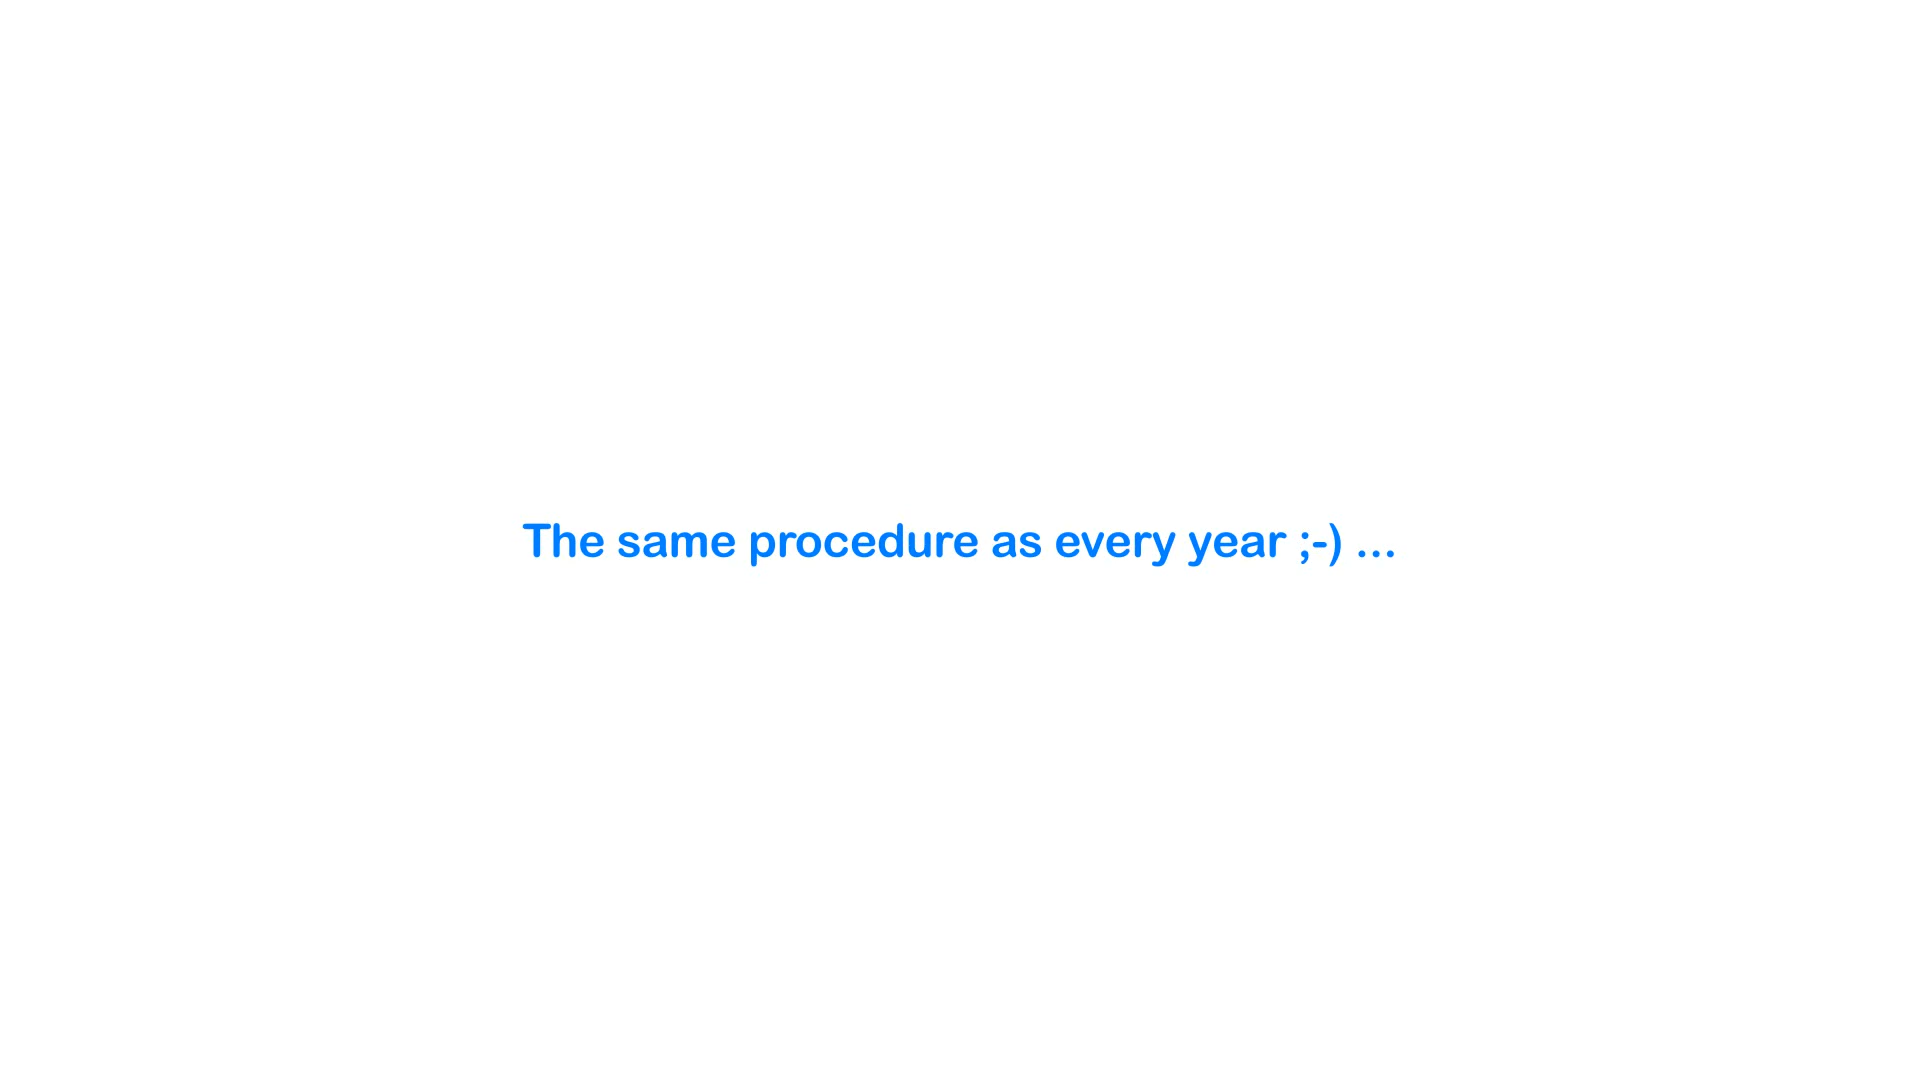 The same procedure as every year ;-) ...